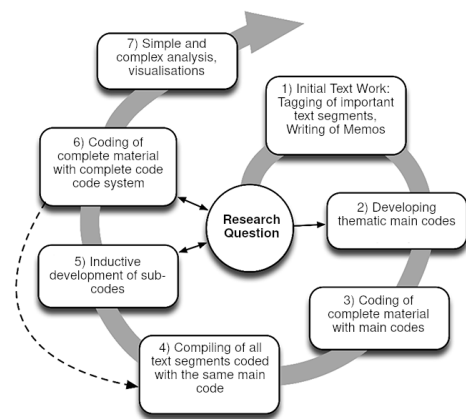 7) Simple and
complex analysis,
visualisations
1) Initial Text Work:
Tagging of important
text segments,
Writing of Memos
6) Coding of
complete material
with complete code
code system
Research
Question
2) Developing
thematic main codes
5) Inductive
development of sub-
codes
3) Coding of
complete material
with main codes
4) Compiling of all
text segments coded
with the same main
code